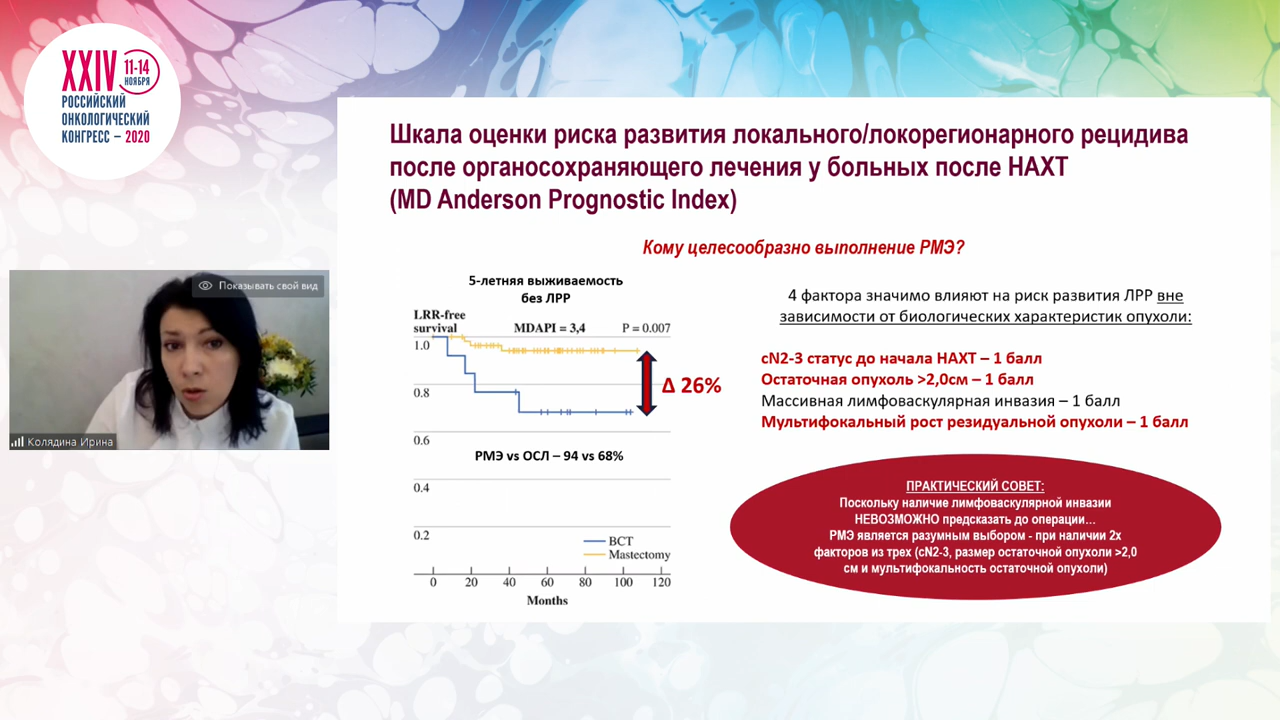 XXIV
11-14
НОЯБРЯ
РОССИЙСКИЙ
ОНКОЛОГИЧЕСКИЙ
КОНГРЕСС – 2020
Показывать свой вид
Колядина Ирина
Шкала оценки риска развития локального/локорегионарного рецидива
после органосохраняющего лечения у больных после НАХТ
(MD Anderson Prognostic Index)
Кому целесообразно выполнение РМЭ?
5-летняя выживаемость
без ЛРР
LRR-free
survival
MDAPI = 3,4
P = 0.007
1.0
0.8
0.6
0.4
0.2
Δ 26%
РМЭ vs ОСЛ – 94 vs 68%
BCT
Mastectomy
0 20 40 60 80 100 120
Months
4 фактора значимо влияют на риск развития ЛРР вне
зависимости от биологических характеристик опухоли:
cN2-3 статус до начала НАХТ – 1 балл
Остаточная опухоль >2,0см – 1 балл
Массивная лимфоваскулярная инвазия – 1 балл
Мультифокальный рост резидуальной опухоли – 1 балл
ПРАКТИЧЕСКИЙ СОВЕТ:
Поскольку наличие лимфоваскулярной инвазии
НЕВОЗМОЖНО предсказать до операции…
РМЭ является разумным выбором - при наличии 2х
факторов из трех (cN2-3, размер остаточной опухоли >2,0
см и мультифокальность остаточной опухоли)